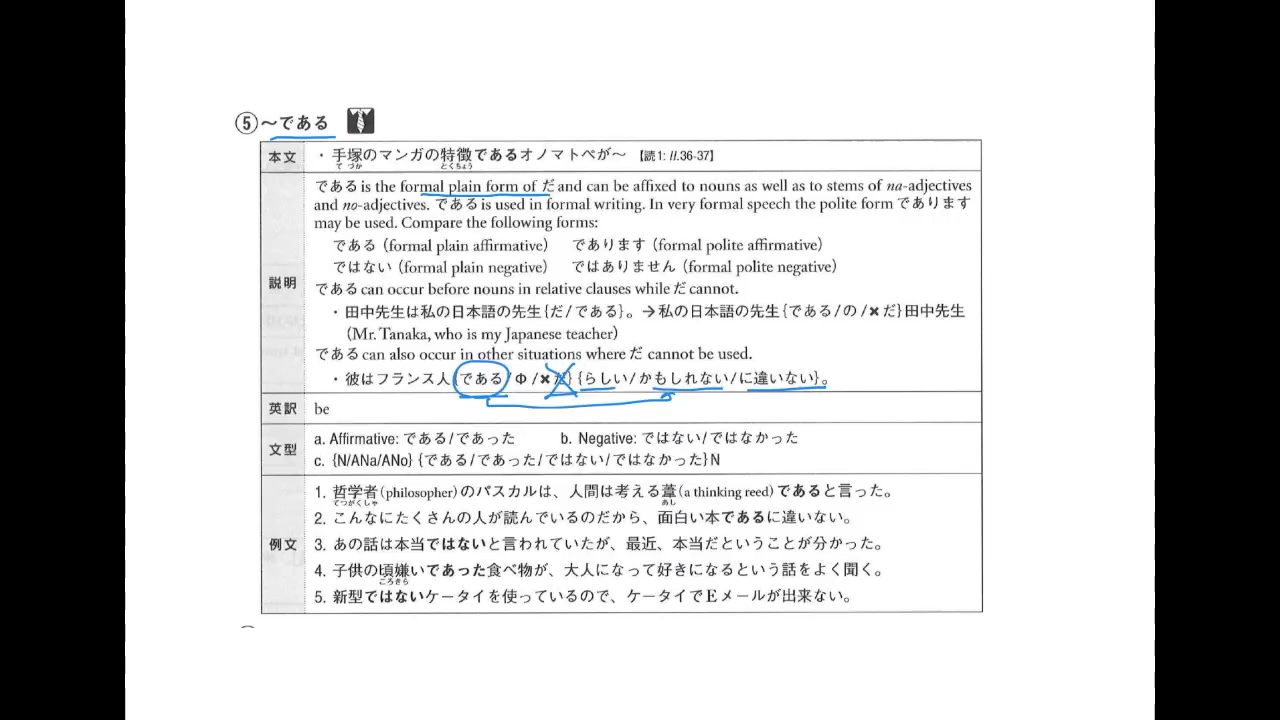 ⑤～である
本文 ・手塚のマンガの特徴であるオノマトペが～ 【読1: ll.36-37】
てづか とくちょう
である is the formal plain form of だ and can be affixed to nouns as well as to stems of na-adjectives
and no-adjectives. である is used in formal writing. In very formal speech the polite form であります
may be used. Compare the following forms:
である (formal plain affirmative) であります (formal polite affirmative)
ではない (formal plain negative) ではありません (formal polite negative)
説明
である can occur before nouns in relative clauses while だ cannot.
・田中先生は私の日本語の先生{だ/である}。→私の日本語の先生{である/の/×だ}田中先生
(Mr. Tanaka, who is my Japanese teacher)
である can also occur in other situations where だ cannot be used.
・彼はフランス人{である/Φ/×だ}{らしい/かもしれない/に違いない}。
英訳 be
文型 a. Affirmative: である/であった b. Negative: ではない/ではなかった
c. {N/ANa/ANo} {である/であった/ではない/ではなかった}N
例文 1. 哲学者(philosopher)のパスカルは、人間は考える葦(a thinking reed)であると言った。
てつがくしゃ あし
2. こんなにたくさんの人が読んでいるのだから、面白い本であるに違いない。
3. あの話は本当ではないと言われていたが、最近、本当だということが分かった。
4. 子供の頃嫌いであった食べ物が、大人になって好きになるという話をよく聞く。
ころきら
5. 新型ではないケータイを使っているので、ケータイでEメールが出来ない。